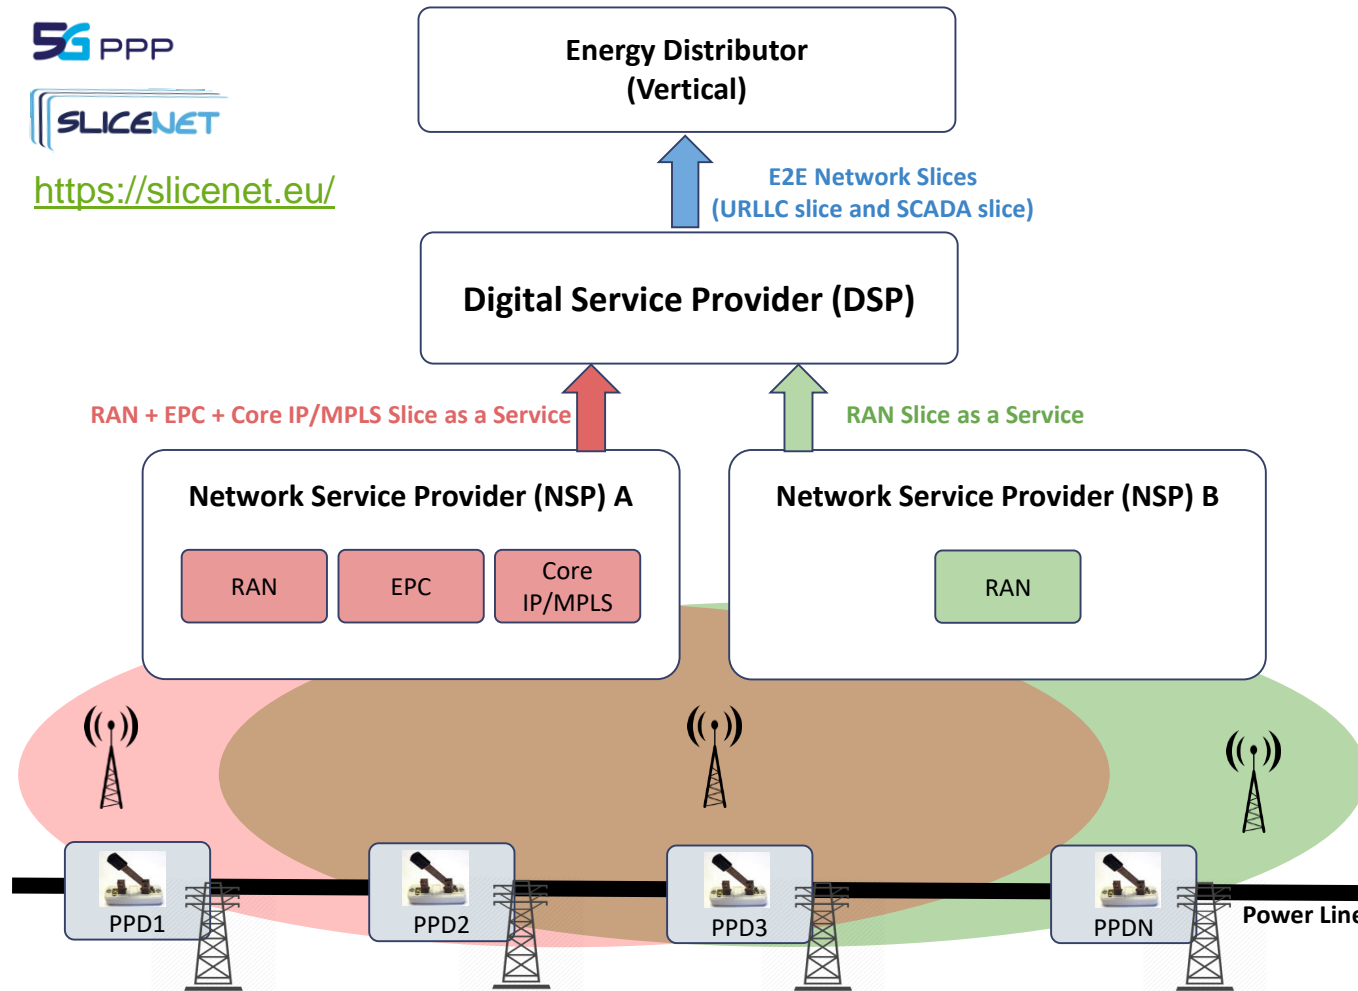 5G PPP
SLICENET
https://slicenet.eu/
Energy Distributor
(Vertical)
E2E Network Slices
(URLLC slice and SCADA slice)
Digital Service Provider (DSP)
RAN + EPC + Core IP/MPLS Slice as a Service
RAN Slice as a Service
Network Service Provider (NSP) A
Network Service Provider (NSP) B
RAN
EPC
Core
IP/MPLS
RAN
PPD1
PPD2
PPD3
PPDN
Power Line